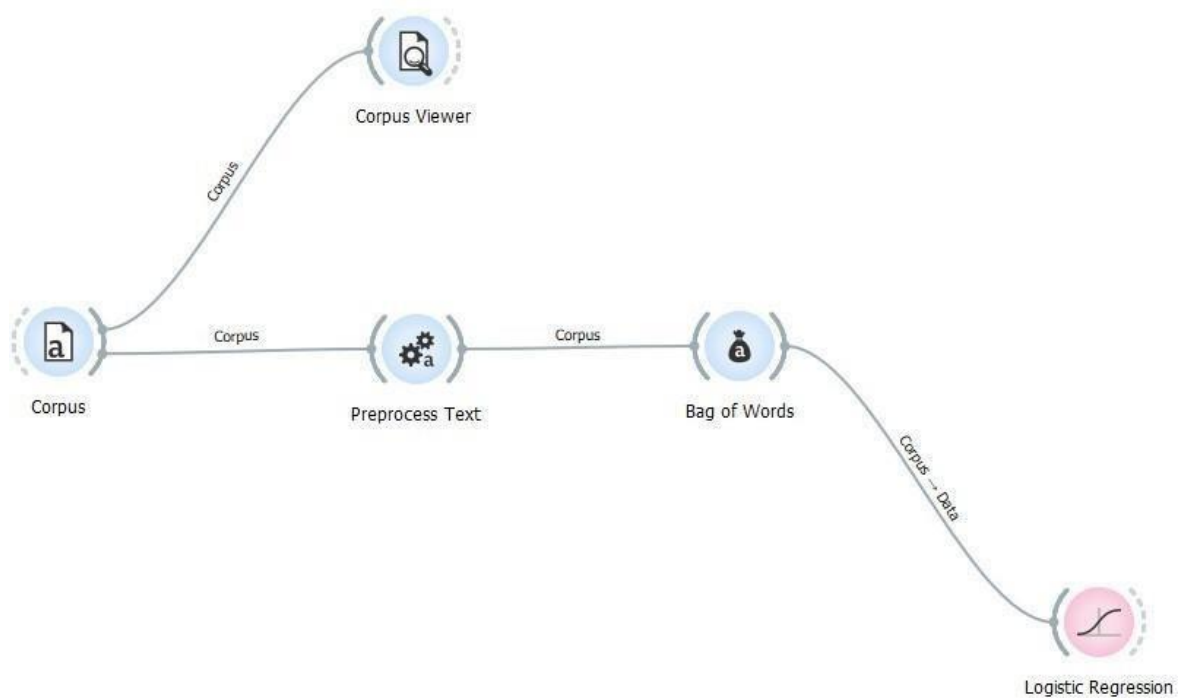 Corpus Viewer
Corpus
a
Corpus
Corpus
a
Corpus
a
Preprocess Text
Bag of Words
Corpus → Data
Logistic Regression